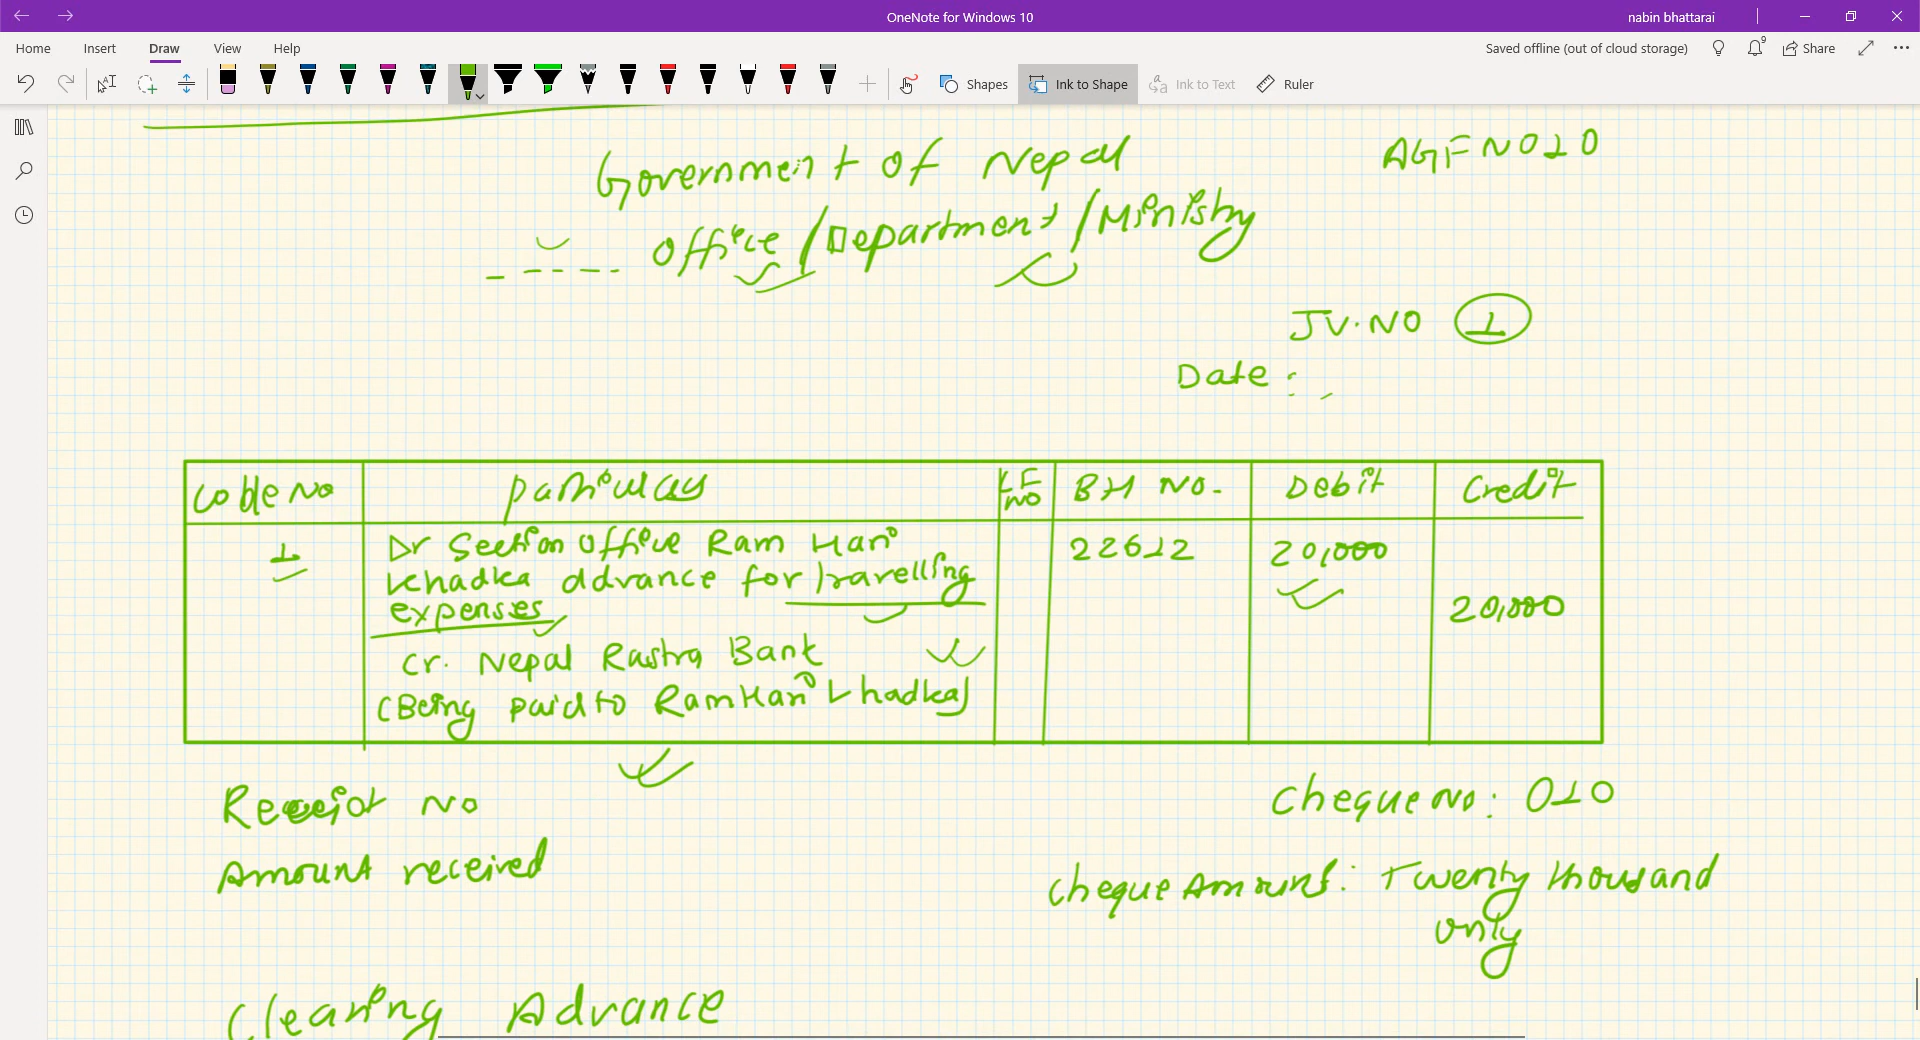 OneNote for Windows 10
nabin bhattarai
Home Insert Draw View Help
Saved offline (out of cloud storage)
9
Share
Shapes
Ink to Shape
Ink to Text
Ruler
Government of Nepal
AGF NO 10
----- Office/Department/Ministry
JV.NO 1
Date :
Code No Particulars LF NO BH No. Debit Credit
1 Dr Section Office Ram Hari 22612 20,000
Khadka advance for travelling
expenses 20,000
Cr. Nepal Rastra Bank
(Being paid to Ram Hari Khadka)
Receipt No
Cheque No: 010
Amount received
Cheque Amount: Twenty thousand
only
Clearing Advance